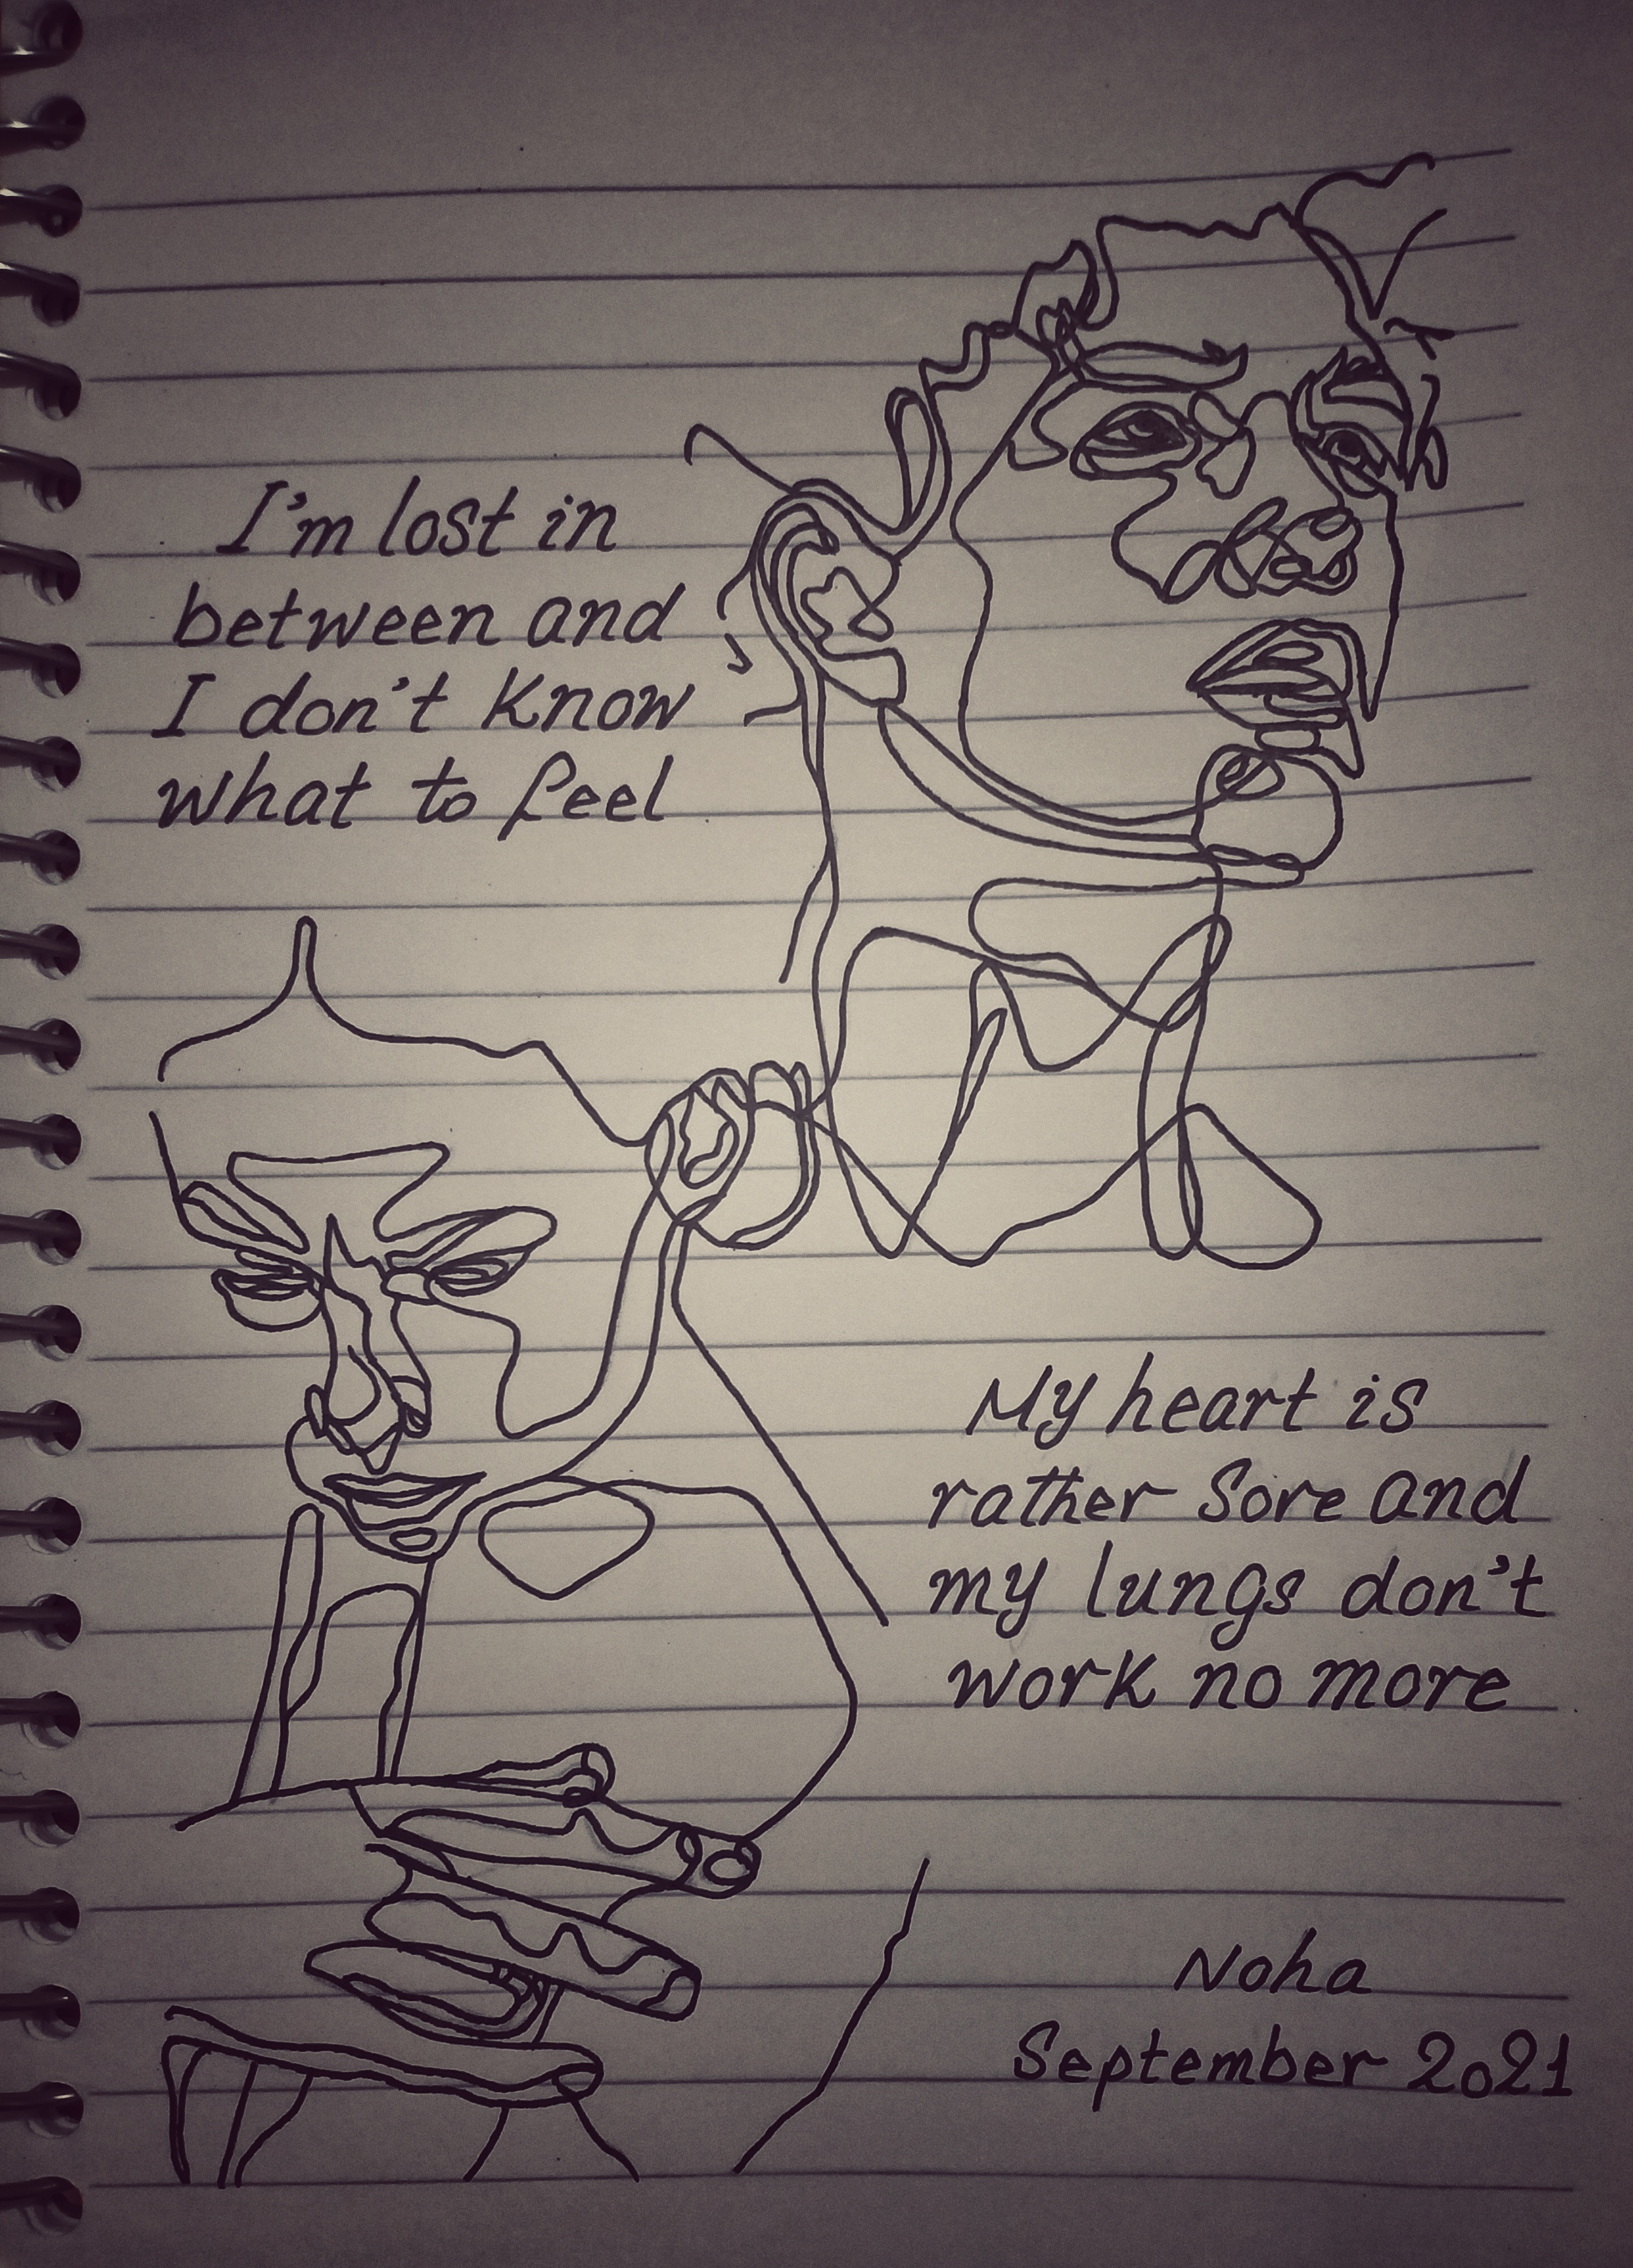 I'm lost in
between and
I don't know
what to feel
My heart is
rather sore and
my lungs don't
work no more
Noha
September 2021